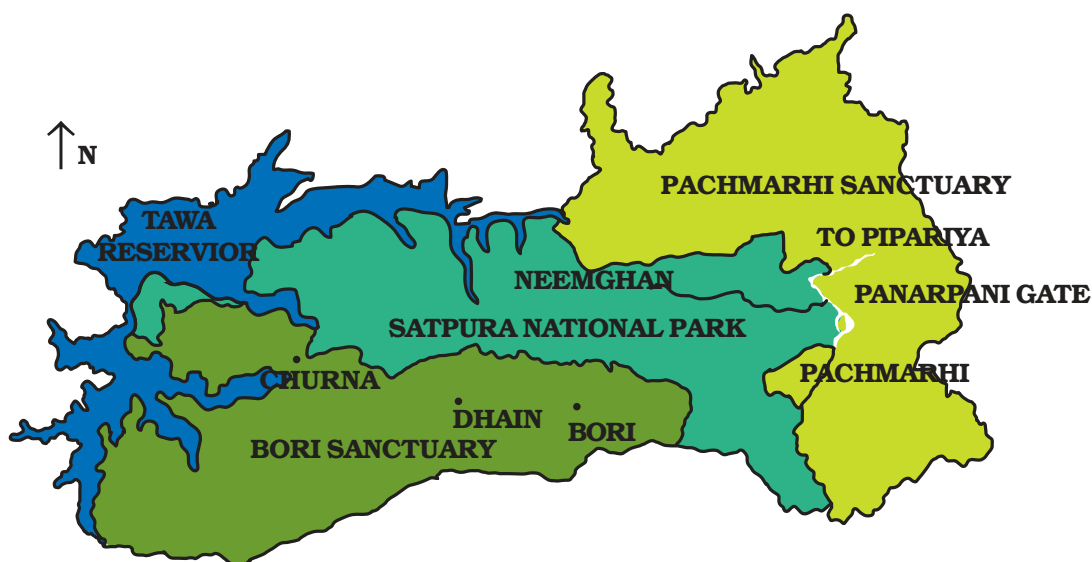 N
PACHMARHI SANCTUARY
TAWA
RESERVIOR
TO PIPARIYA
NEEMGHAN
PANARPANI GATE
SATPURA NATIONAL PARK
CHURNA
PACHMARHI
DHAIN
BORI
BORI SANCTUARY